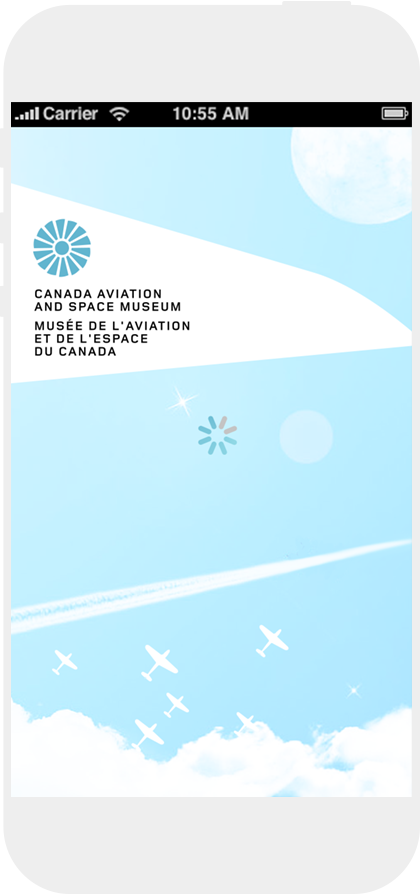 Carrier 10:55 AM
CANADA AVIATION
AND SPACE MUSEUM
MUSÉE DE L'AVIATION
ET DE L'ESPACE
DU CANADA